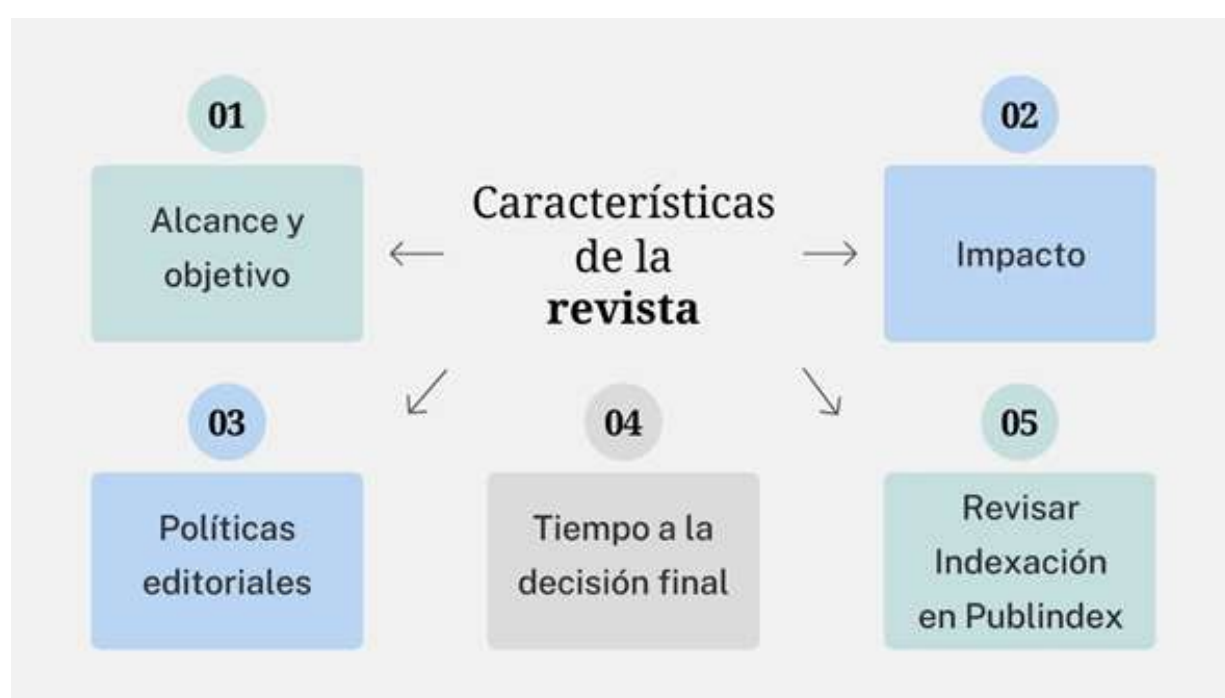 01
Alcance y
objetivo
Características
de la
revista
02
Impacto
03
Políticas
editoriales
04
Tiempo a la
decisión final
05
Revisar
Indexación
en Publindex